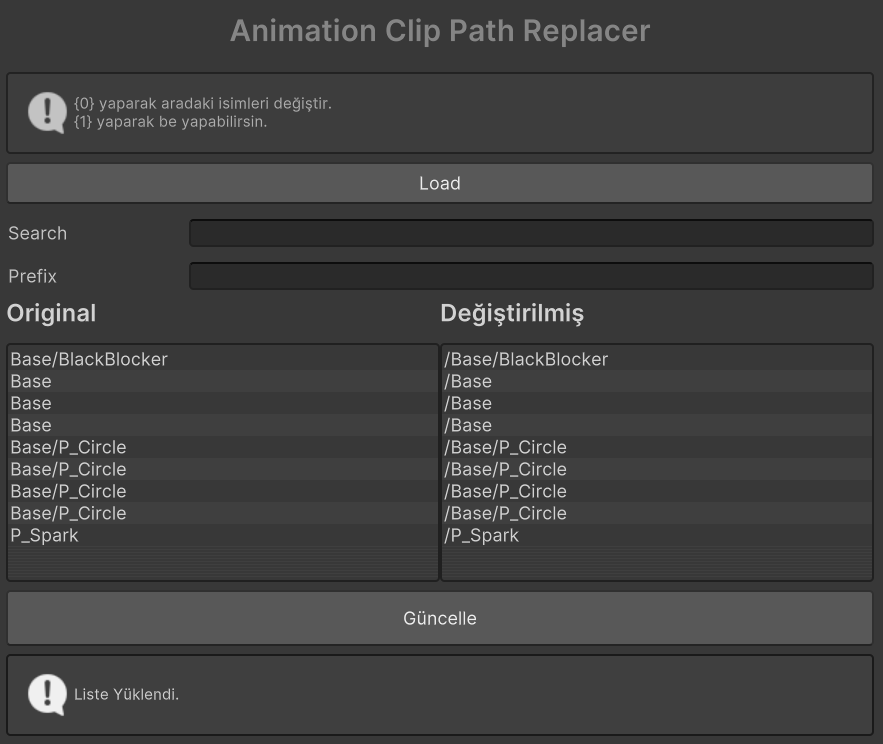 Animation Clip Path Replacer
{0} yaparak aradaki isimleri değiştir.
{1} yaparak be yapabilirsin.
Load
Search
Prefix
Original
Değiştirilmiş
Base/BlackBlocker
/Base/BlackBlocker
Base
/Base
Base
/Base
Base
/Base
Base/P_Circle
/Base/P_Circle
Base/P_Circle
/Base/P_Circle
Base/P_Circle
/Base/P_Circle
Base/P_Circle
/Base/P_Circle
P_Spark
/P_Spark
Güncelle
Liste Yüklendi.